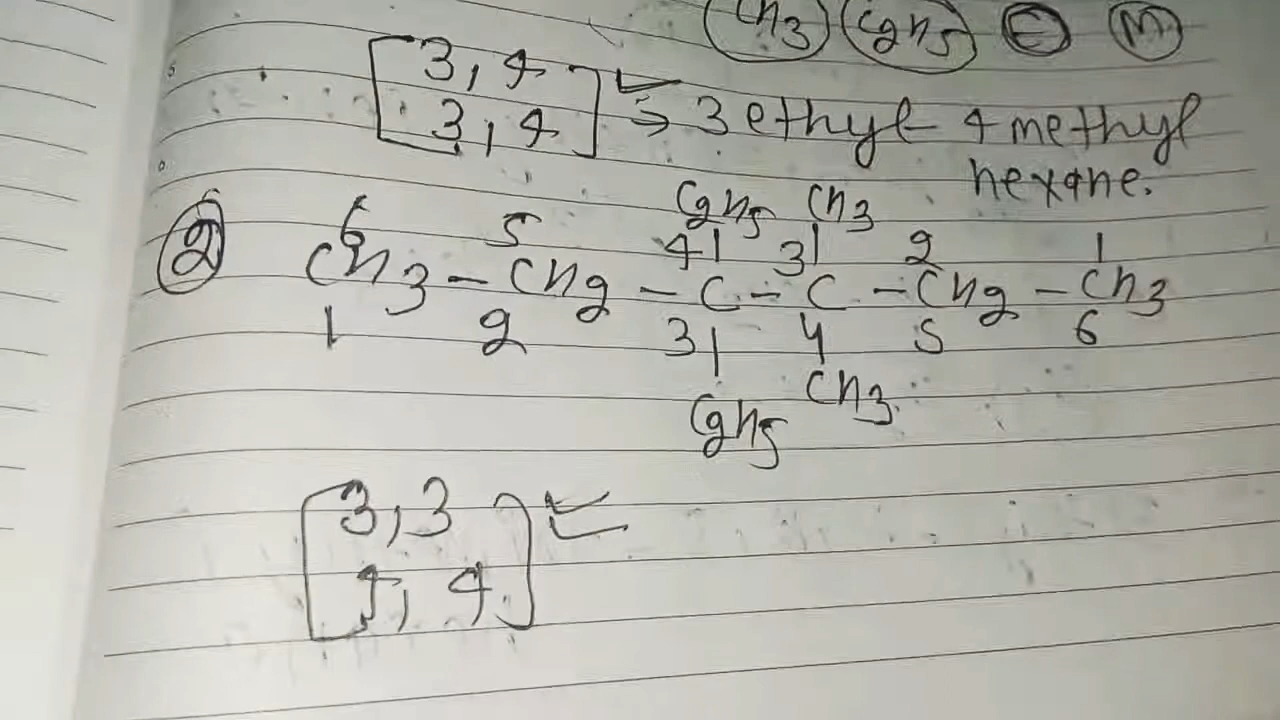 (CH3) (C2H5) E M
[3, 4
3, 4] ⇒ 3 ethyl 4 methyl
hexane.
C2H5 CH3
6 5 4 3 2 1
② CH3 - CH2 - C - C - CH2 - CH3
1 2 3 4 5 6
C2H5 CH3
[3, 3
4, 4]